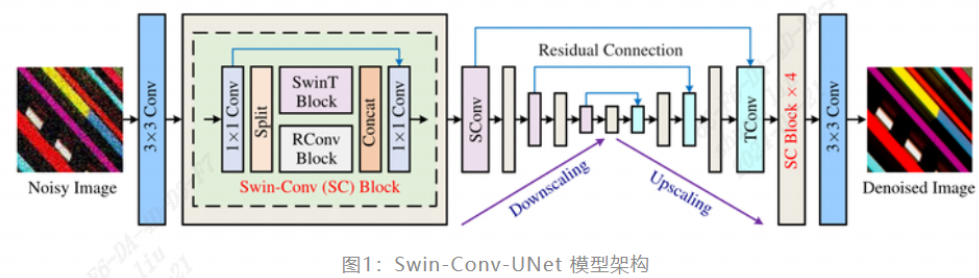 Noisy Image
3×3 Conv
1×1 Conv
Split
SwinT
Block
RConv
Block
Concat
1×1 Conv
Swin-Conv (SC) Block
SConv
Residual Connection
Downscaling
Upscaling
TConv
SC Block × 4
3×3 Conv
Denoised Image
图1：Swin-Conv-UNet 模型架构
liu